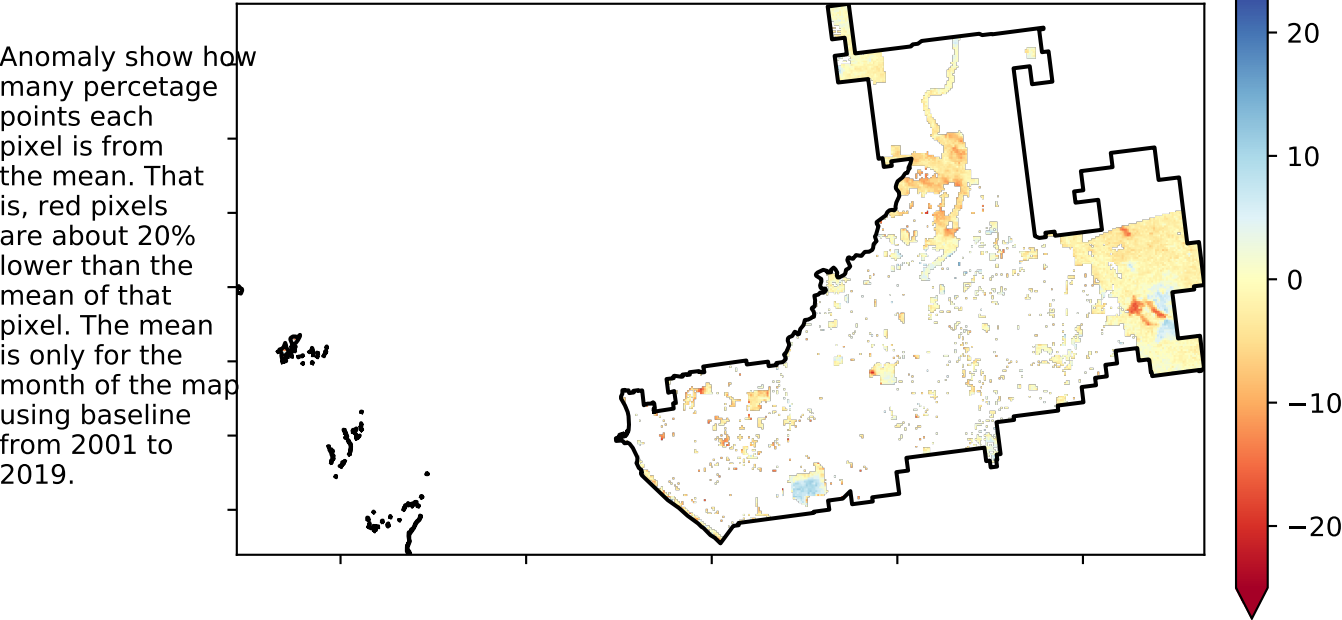 Anomaly show how
many percetage
points each
pixel is from
the mean. That
is, red pixels
are about 20%
lower than the
mean of that
pixel. The mean
is only for the
month of the map
using baseline
from 2001 to
2019.
20
10
0
−10
−20